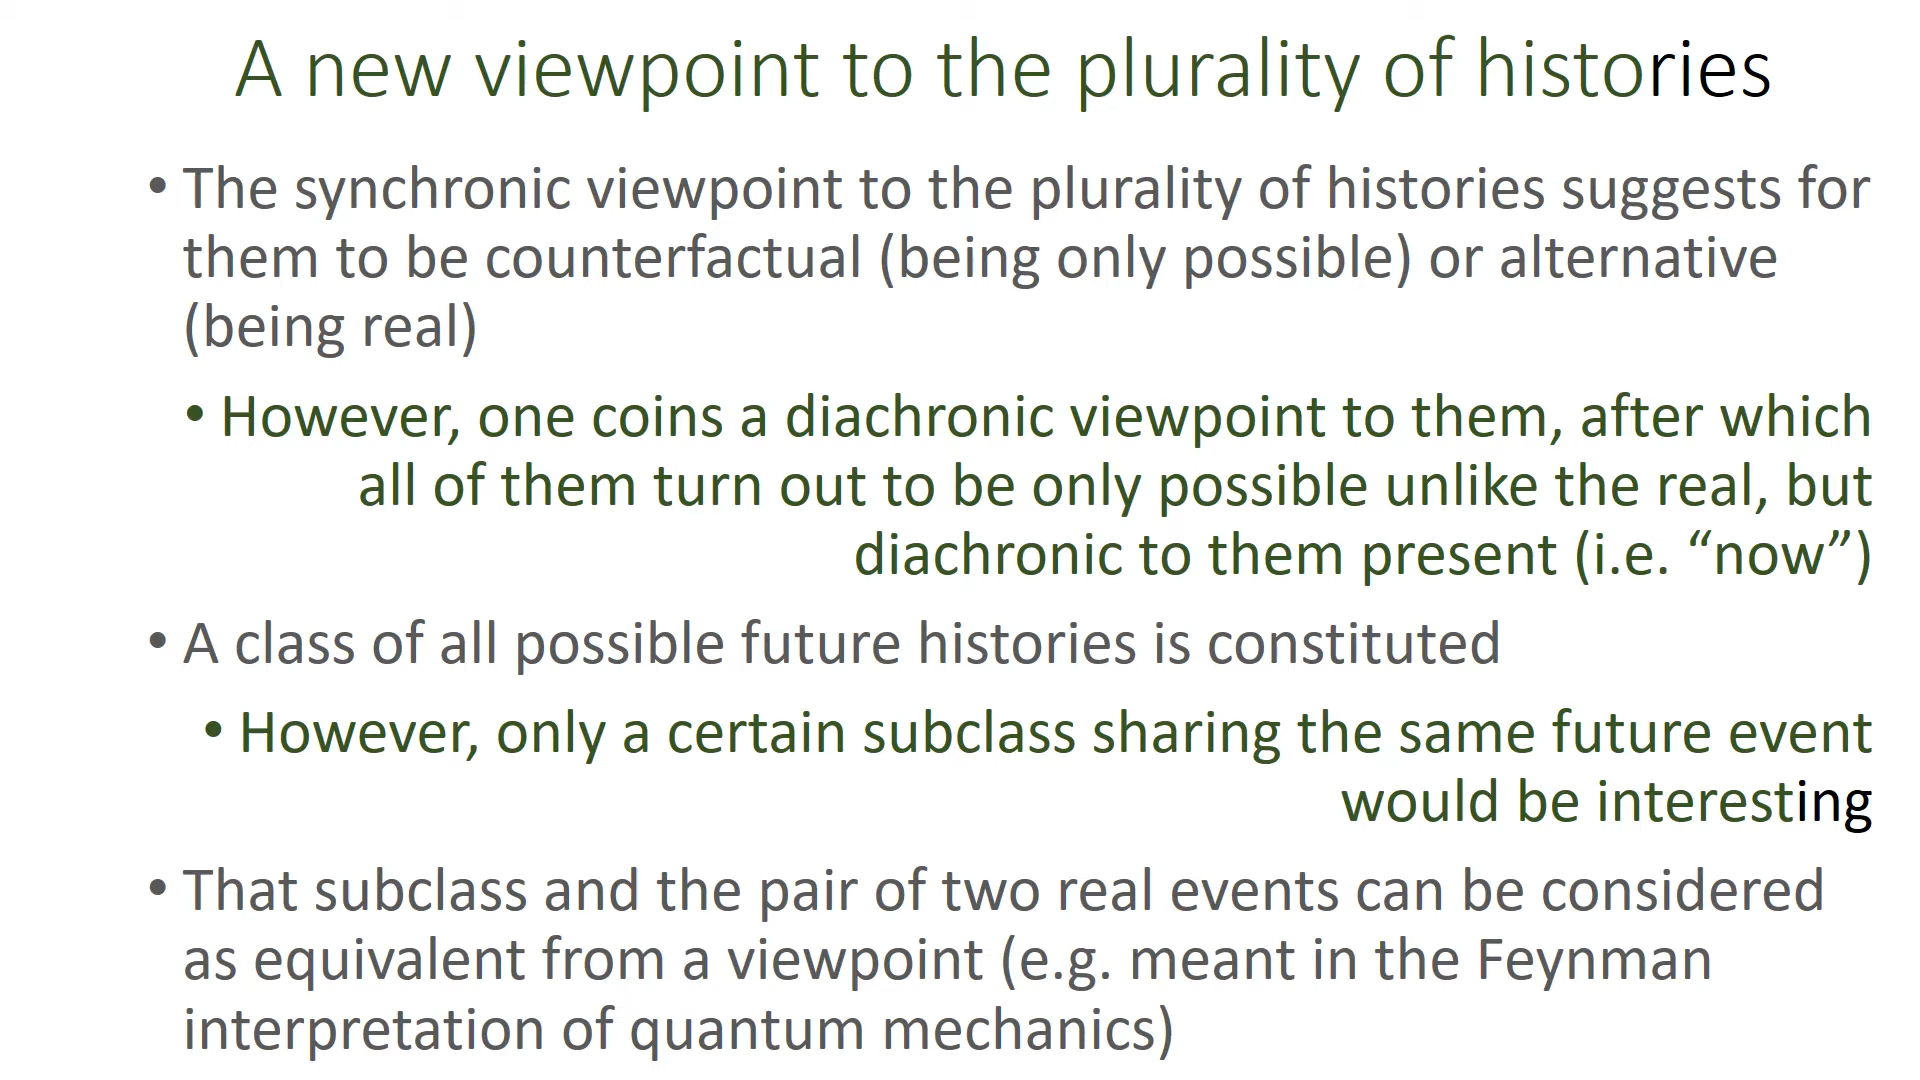 A new viewpoint to the plurality of histories
• The synchronic viewpoint to the plurality of histories suggests for
them to be counterfactual (being only possible) or alternative
(being real)
• However, one coins a diachronic viewpoint to them, after which
all of them turn out to be only possible unlike the real, but
diachronic to them present (i.e. “now”)
• A class of all possible future histories is constituted
• However, only a certain subclass sharing the same future event
would be interesting
• That subclass and the pair of two real events can be considered
as equivalent from a viewpoint (e.g. meant in the Feynman
interpretation of quantum mechanics)